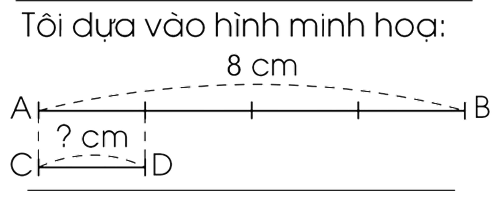 Tôi dựa vào hình minh hoạ:
8 cm
A B
? cm
C D